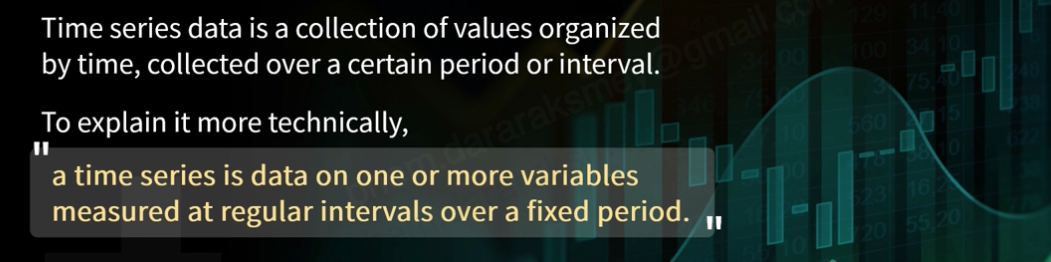 Time series data is a collection of values organized
by time, collected over a certain period or interval.
To explain it more technically,
"a time series is data on one or more variables
measured at regular intervals over a fixed period."